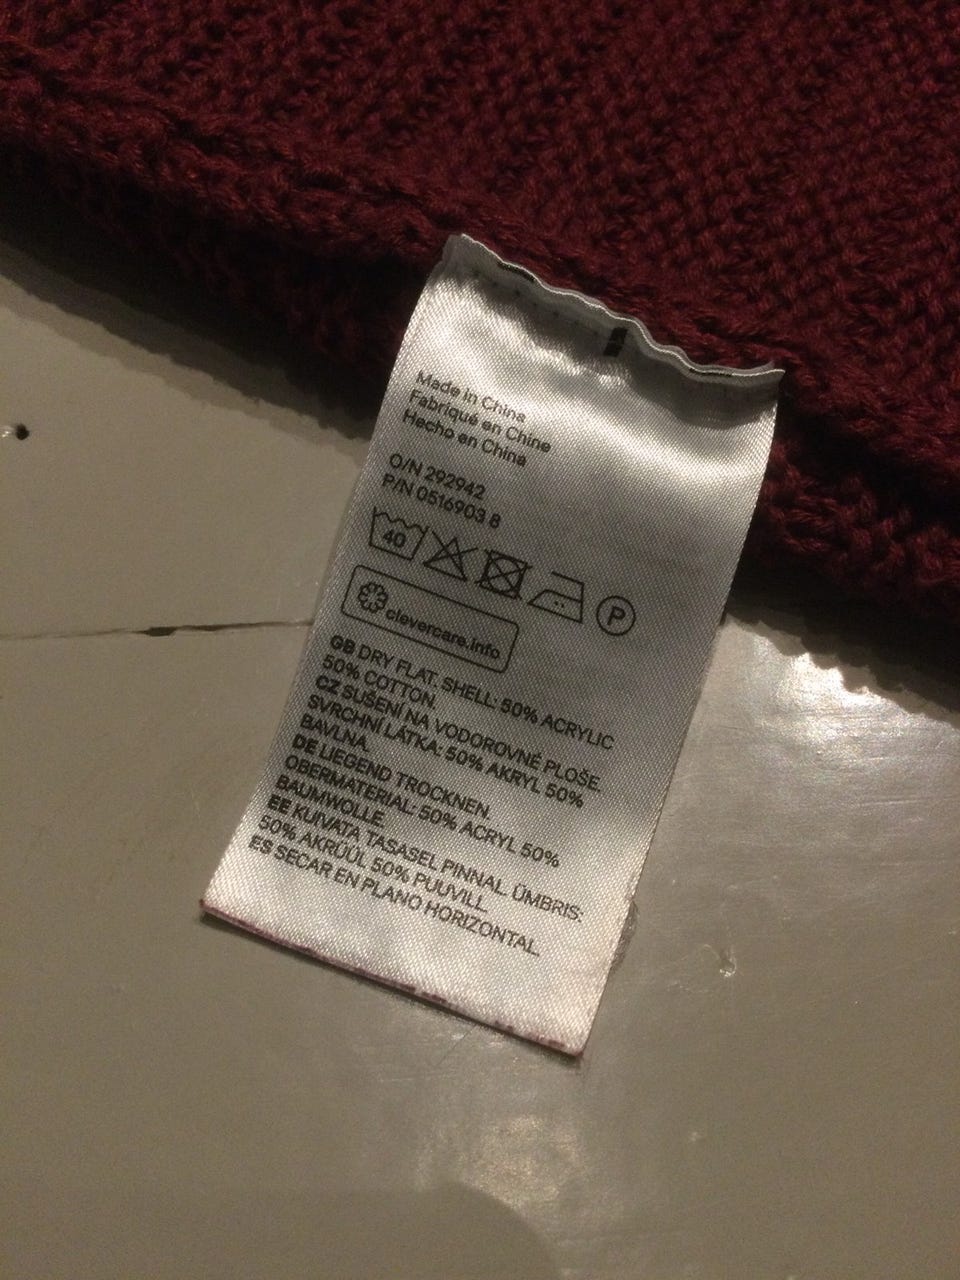 Made in China
Fabriqué en Chine
Hecho en China
O/N 292942
P/N 0516903 8
40
P
clevercare.info
GB DRY FLAT. SHELL: 50% ACRYLIC
50% COTTON.
CZ SUŠENÍ NA VODOROVNÉ PLOŠE.
SVRCHNÍ LÁTKA: 50% AKRYL 50%
BAVLNA.
DE LIEGEND TROCKNEN.
OBERMATERIAL: 50% ACRYL 50%
BAUMWOLLE.
EE KUIVATA TASASEL PINNAL. ÜMBRIS:
50% AKRÜÜL 50% PUUVILL.
ES SECAR EN PLANO HORIZONTAL.